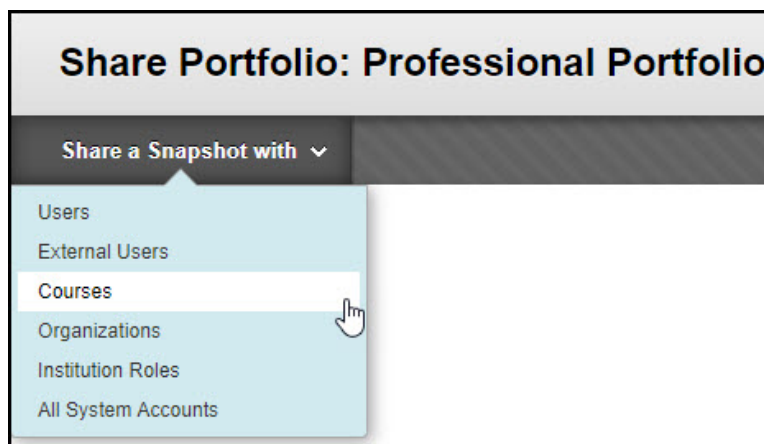 Share Portfolio: Professional Portfolio
Share a Snapshot with
Users
External Users
Courses
Organizations
Institution Roles
All System Accounts